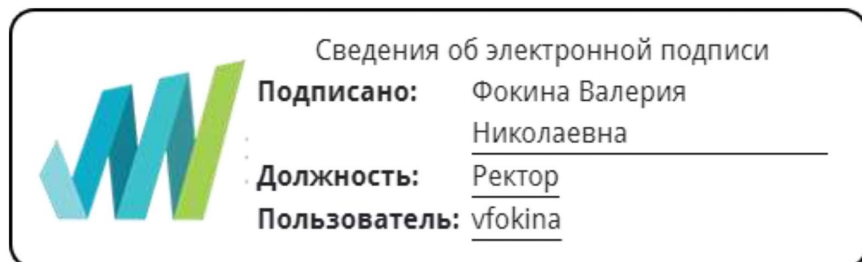 Сведения об электронной подписи
Подписано: Фокина Валерия
Николаевна
Должность: Ректор
Пользователь: vfokina